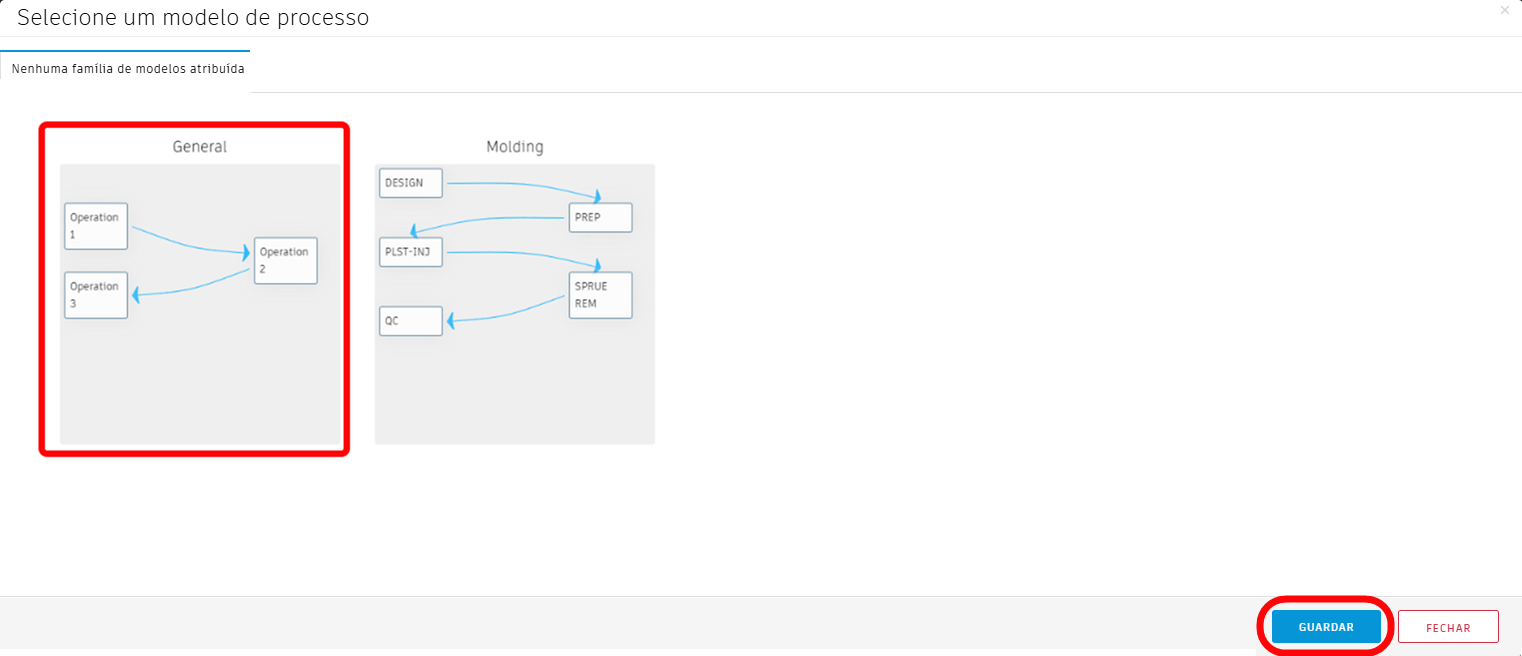 Selecione um modelo de processo
×
Nenhuma família de modelos atribuída
General
Operation
1
Operation
2
Operation
3
Molding
DESIGN
PREP
PLST-INJ
SPRUE
REM
QC
GUARDAR
FECHAR